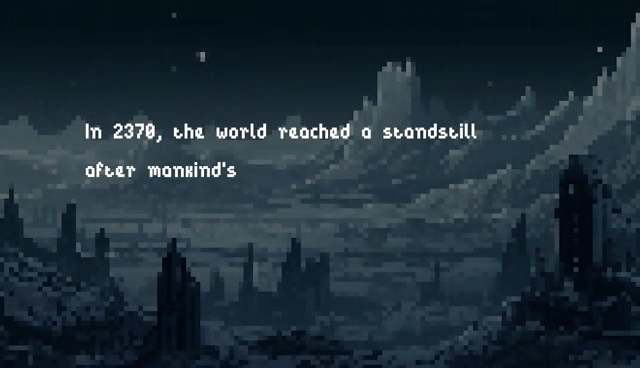 In 2370, the world reached a standstill
after mankind's